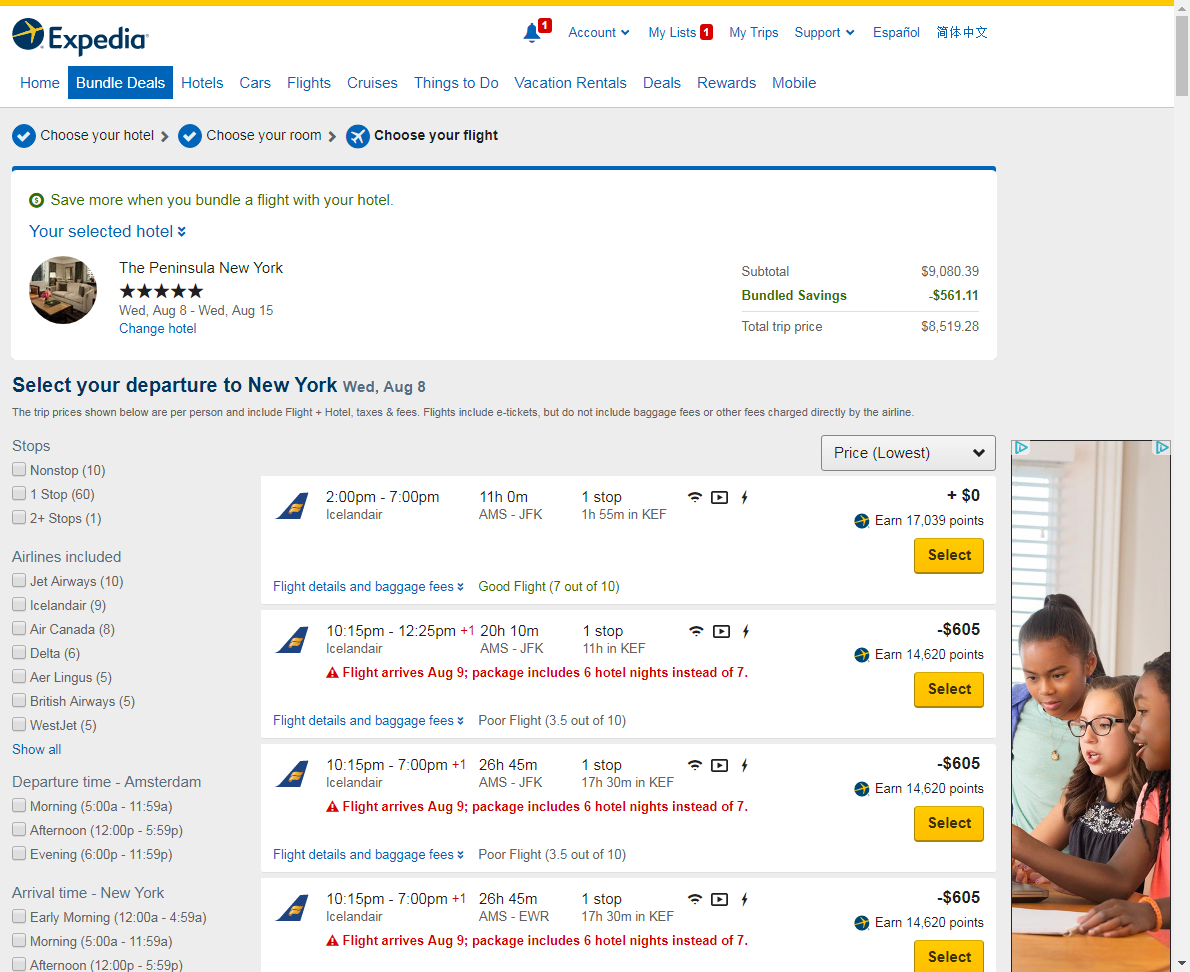 Expedia
1
Account
My Lists 1
My Trips
Support
Español
简体中文
Home
Bundle Deals
Hotels
Cars
Flights
Cruises
Things to Do
Vacation Rentals
Deals
Rewards
Mobile
Choose your hotel
Choose your room
Choose your flight
Save more when you bundle a flight with your hotel.
Your selected hotel
The Peninsula New York
Wed, Aug 8 - Wed, Aug 15
Change hotel
Subtotal $9,080.39
Bundled Savings -$561.11
Total trip price $8,519.28
Select your departure to New York Wed, Aug 8
The trip prices shown below are per person and include Flight + Hotel, taxes & fees. Flights include e-tickets, but do not include baggage fees or other fees charged directly by the airline.
Stops
Nonstop (10)
1 Stop (60)
2+ Stops (1)
Airlines included
Jet Airways (10)
Icelandair (9)
Air Canada (8)
Delta (6)
Aer Lingus (5)
British Airways (5)
WestJet (5)
Show all
Departure time - Amsterdam
Morning (5:00a - 11:59a)
Afternoon (12:00p - 5:59p)
Evening (6:00p - 11:59p)
Arrival time - New York
Early Morning (12:00a - 4:59a)
Morning (5:00a - 11:59a)
Afternoon (12:00p - 5:59p)
Price (Lowest)
2:00pm - 7:00pm 11h 0m 1 stop + $0
Icelandair AMS - JFK 1h 55m in KEF
Earn 17,039 points
Select
Flight details and baggage fees Good Flight (7 out of 10)
10:15pm - 12:25pm +1 20h 10m 1 stop -$605
Icelandair AMS - JFK 11h in KEF
Earn 14,620 points
Flight arrives Aug 9; package includes 6 hotel nights instead of 7.
Select
Flight details and baggage fees Poor Flight (3.5 out of 10)
10:15pm - 7:00pm +1 26h 45m 1 stop -$605
Icelandair AMS - JFK 17h 30m in KEF
Earn 14,620 points
Flight arrives Aug 9; package includes 6 hotel nights instead of 7.
Select
Flight details and baggage fees Poor Flight (3.5 out of 10)
10:15pm - 7:00pm +1 26h 45m 1 stop -$605
Icelandair AMS - EWR 17h 30m in KEF
Earn 14,620 points
Flight arrives Aug 9; package includes 6 hotel nights instead of 7.
Select